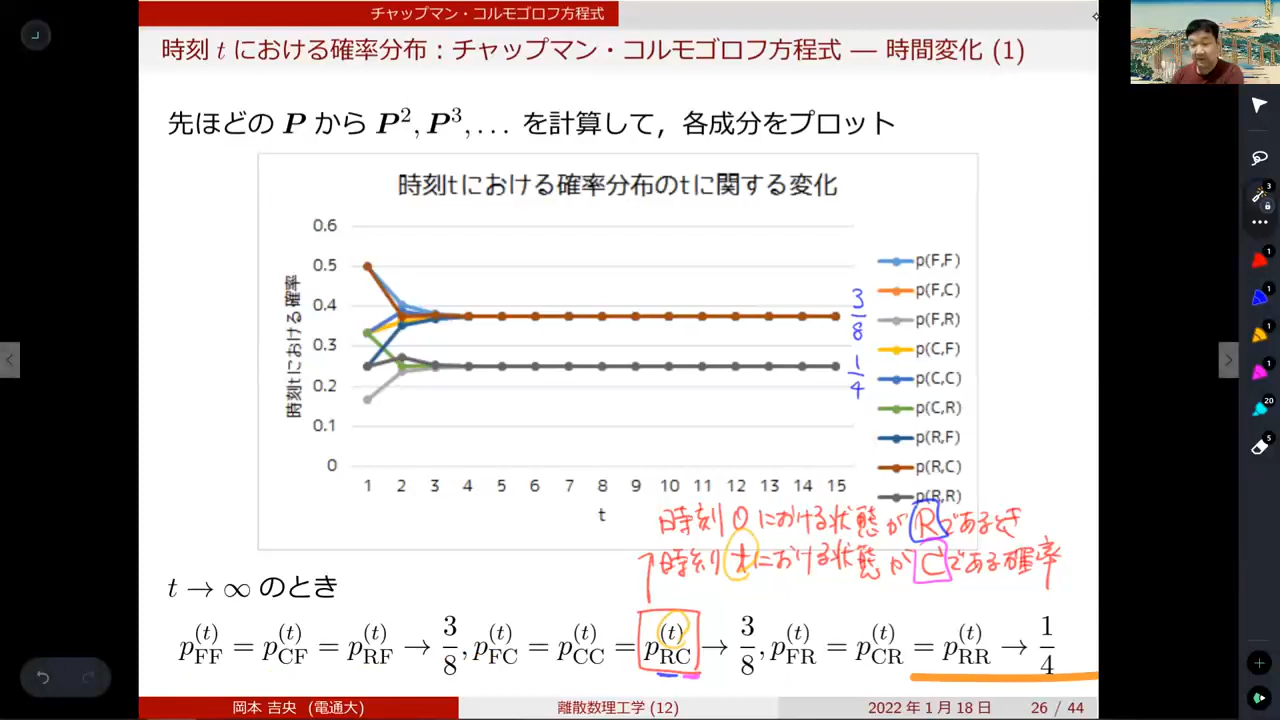 チャップマン・コルモゴロフ方程式
時刻 t における確率分布：チャップマン・コルモゴロフ方程式 — 時間変化 (1)
先ほどの P から P², P³, ... を計算して，各成分をプロット
時刻tにおける確率分布のtに関する変化
時刻tにおける確率
0.6
0.5
0.4
0.3
0.2
0.1
0
1 2 3 4 5 6 7 8 9 10 11 12 13 14 15
t
3/8
1/4
p(F,F)
p(F,C)
p(F,R)
p(C,F)
p(C,C)
p(C,R)
p(R,F)
p(R,C)
p(R,R)
時刻 0 における状態が R であるとき
時刻 t における状態が C である確率
t → ∞ のとき
p_FF^(t) = p_CF^(t) = p_RF^(t) → 3/8, p_FC^(t) = p_CC^(t) = p_RC^(t) → 3/8, p_FR^(t) = p_CR^(t) = p_RR^(t) → 1/4
岡本 吉央 (電通大)
離散数理工学 (12)
2022 年 1 月 18 日
26 / 44
3
1
1
1
1
20
5